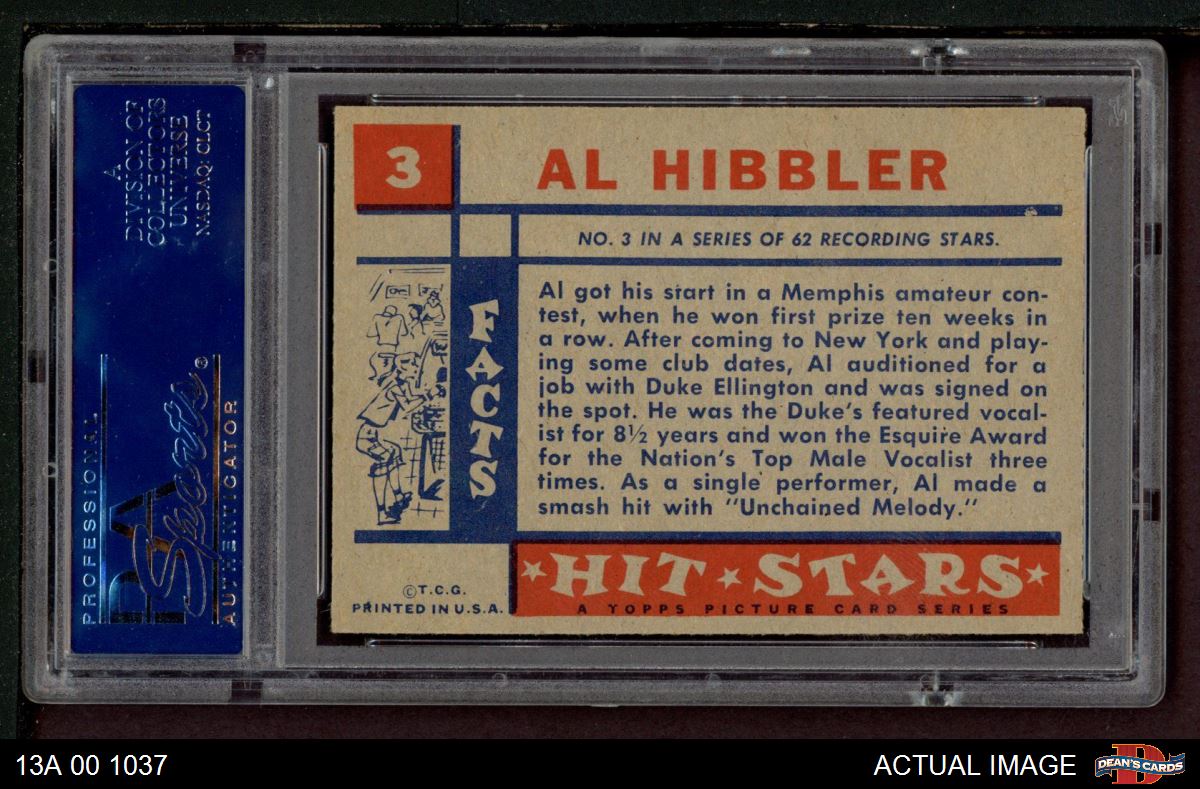 A
DIVISION OF
COLLECTORS
UNIVERSE
NASDAQ: CLCT
PROFESSIONAL
PSA
Sports®
AUTHENTICATOR
3
AL HIBBLER
NO. 3 IN A SERIES OF 62 RECORDING STARS.
FACTS
Al got his start in a Memphis amateur con-
test, when he won first prize ten weeks in
a row. After coming to New York and play-
ing some club dates, Al auditioned for a
job with Duke Ellington and was signed on
the spot. He was the Duke's featured vocal-
ist for 8½ years and won the Esquire Award
for the Nation's Top Male Vocalist three
times. As a single performer, Al made a
smash hit with "Unchained Melody."
©T.C.G.
PRINTED IN U.S.A.
HIT STARS
A TOPPS PICTURE CARD SERIES
13A 00 1037
ACTUAL IMAGE
DEAN'S CARDS